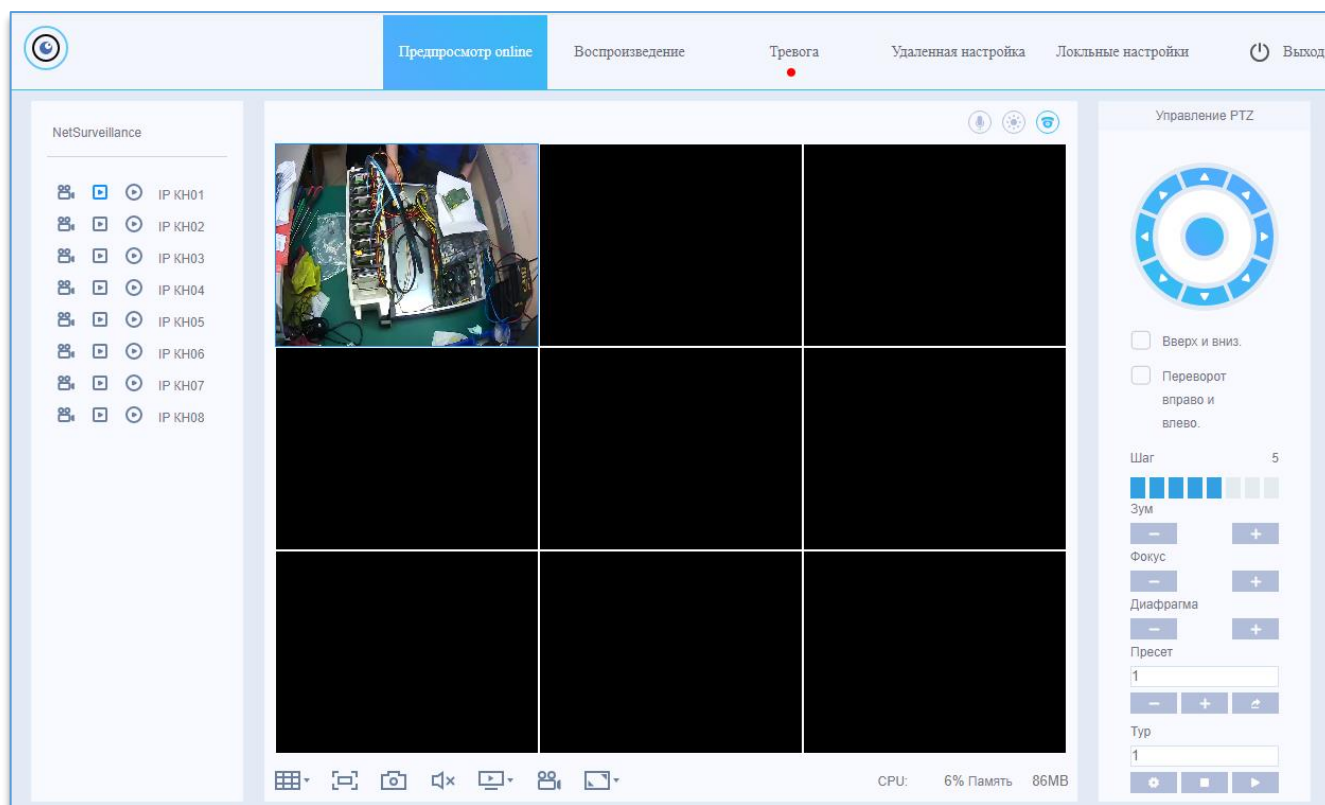 Предпросмотр online
Воспроизведение
Тревога
Удаленная настройка
Локльные настройки
Выход
NetSurveillance
IP КН01
IP КН02
IP КН03
IP КН04
IP КН05
IP КН06
IP КН07
IP КН08
CPU: 6% Память 86MB
Управление PTZ
Вверх и вниз.
Переворот
вправо и
влево.
Шаг 5
Зум
Фокус
Диафрагма
Пресет
1
Тур
1